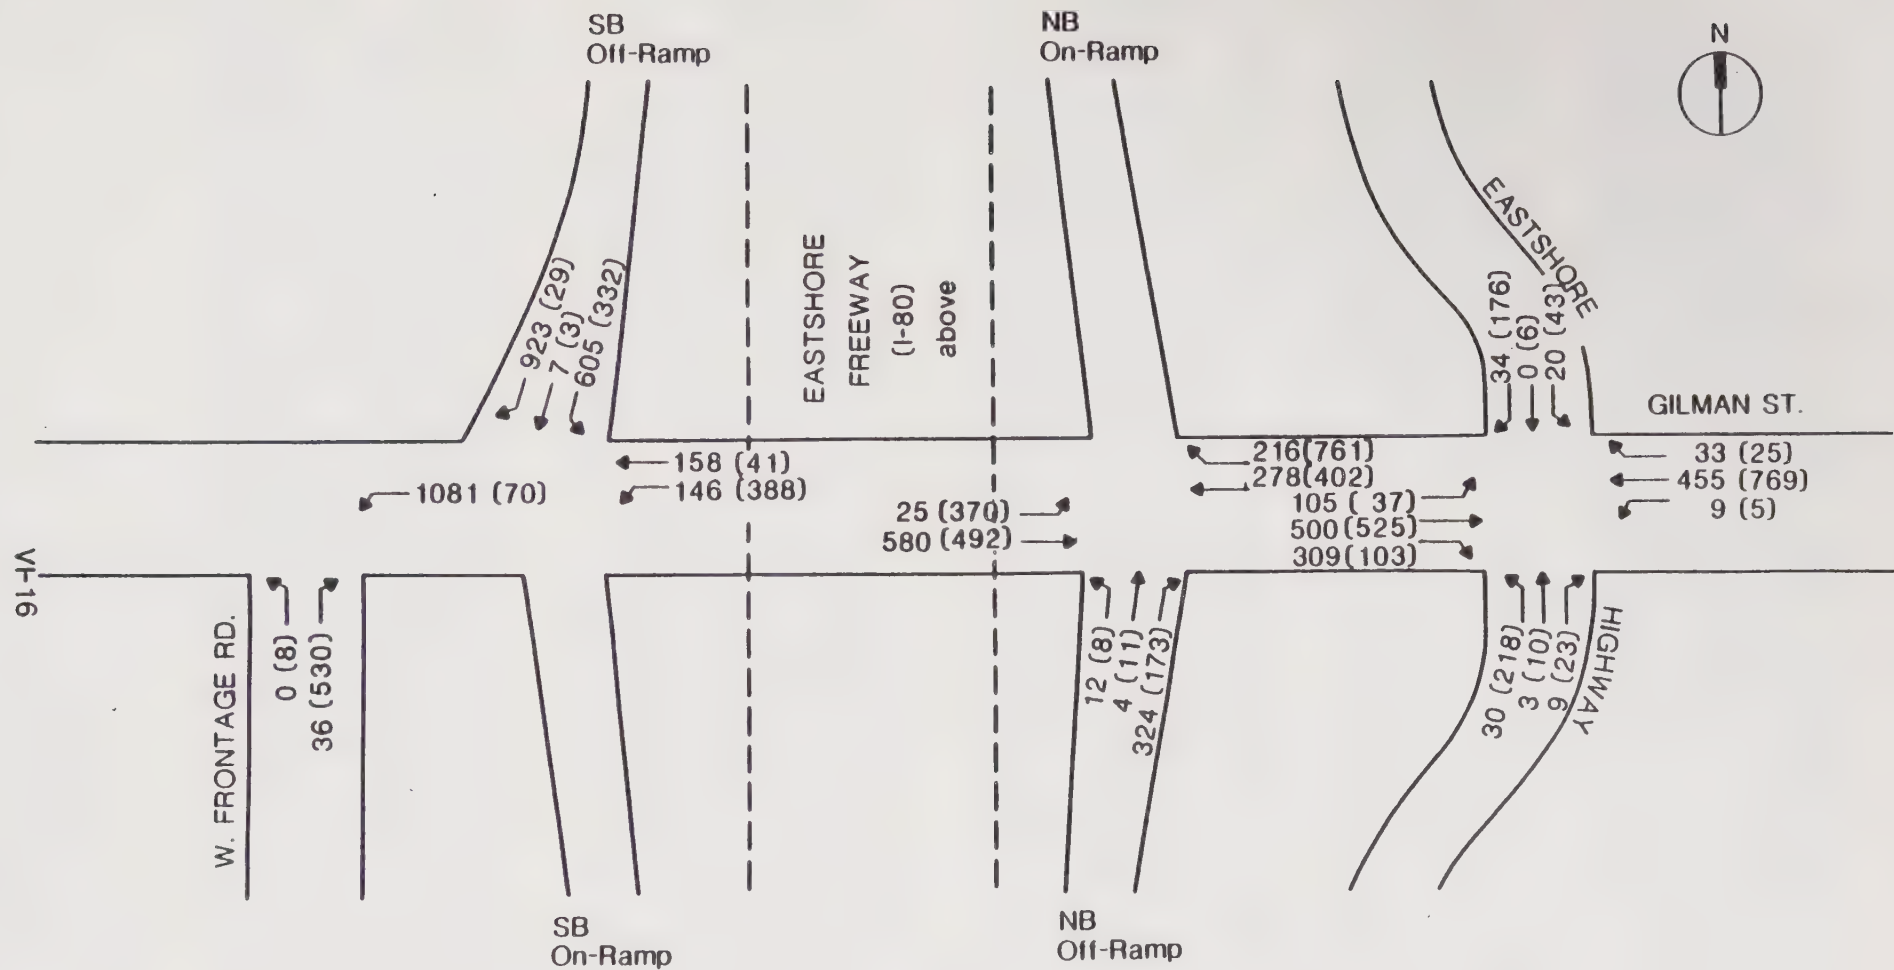 SB
Off-Ramp
NB
On-Ramp
N
EASTSHORE
FREEWAY
(I-80)
above
EASTSHORE
HIGHWAY
GILMAN ST.
923 (29)
7 (3)
605 (332)
34 (176)
0 (6)
20 (43)
158 (41)
146 (388)
1081 (70)
25 (370)
580 (492)
216(761)
278(402)
105 ( 37)
500(525)
309(103)
33 (25)
455 (769)
9 (5)
VI-16
W. FRONTAGE RD.
0 (8)
36 (530)
12 (8)
4 (11)
324 (173)
30 (218)
3 (10)
9 (23)
SB
On-Ramp
NB
Off-Ramp